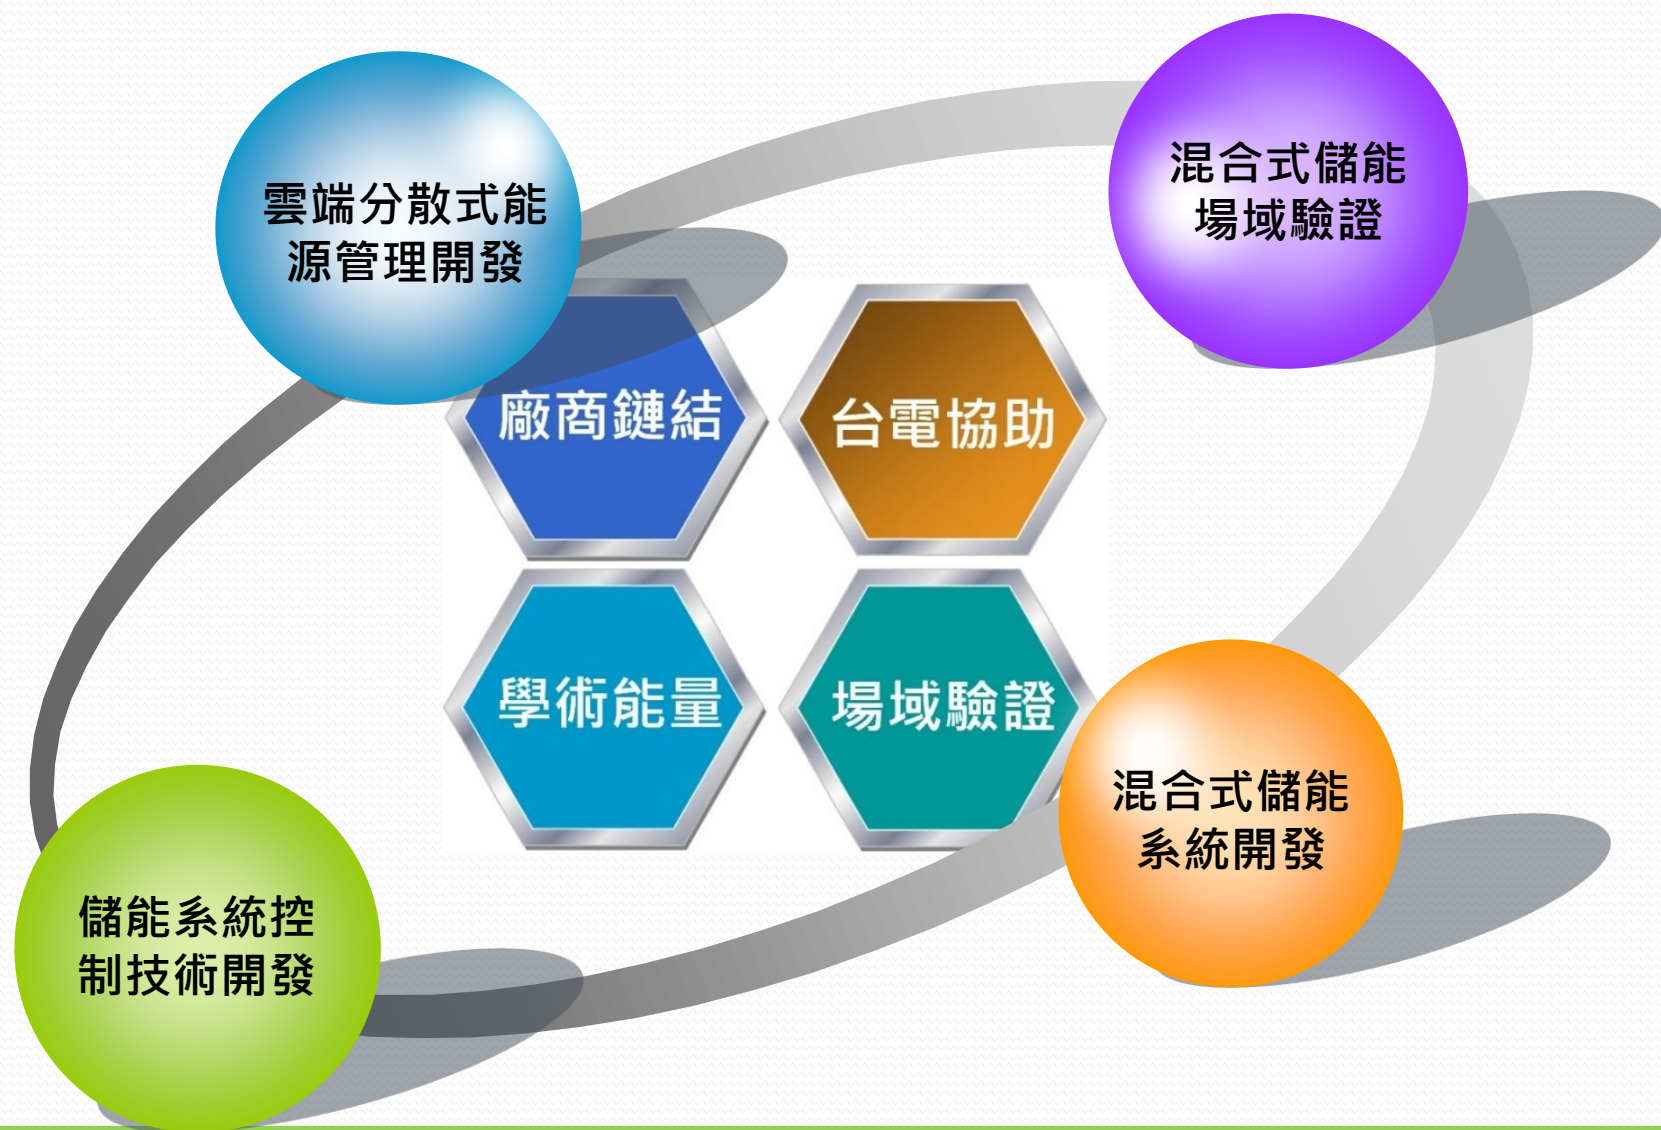 雲端分散式能
源管理開發
混合式儲能
場域驗證
廠商鏈結
台電協助
學術能量
場域驗證
混合式儲能
系統開發
儲能系統控
制技術開發